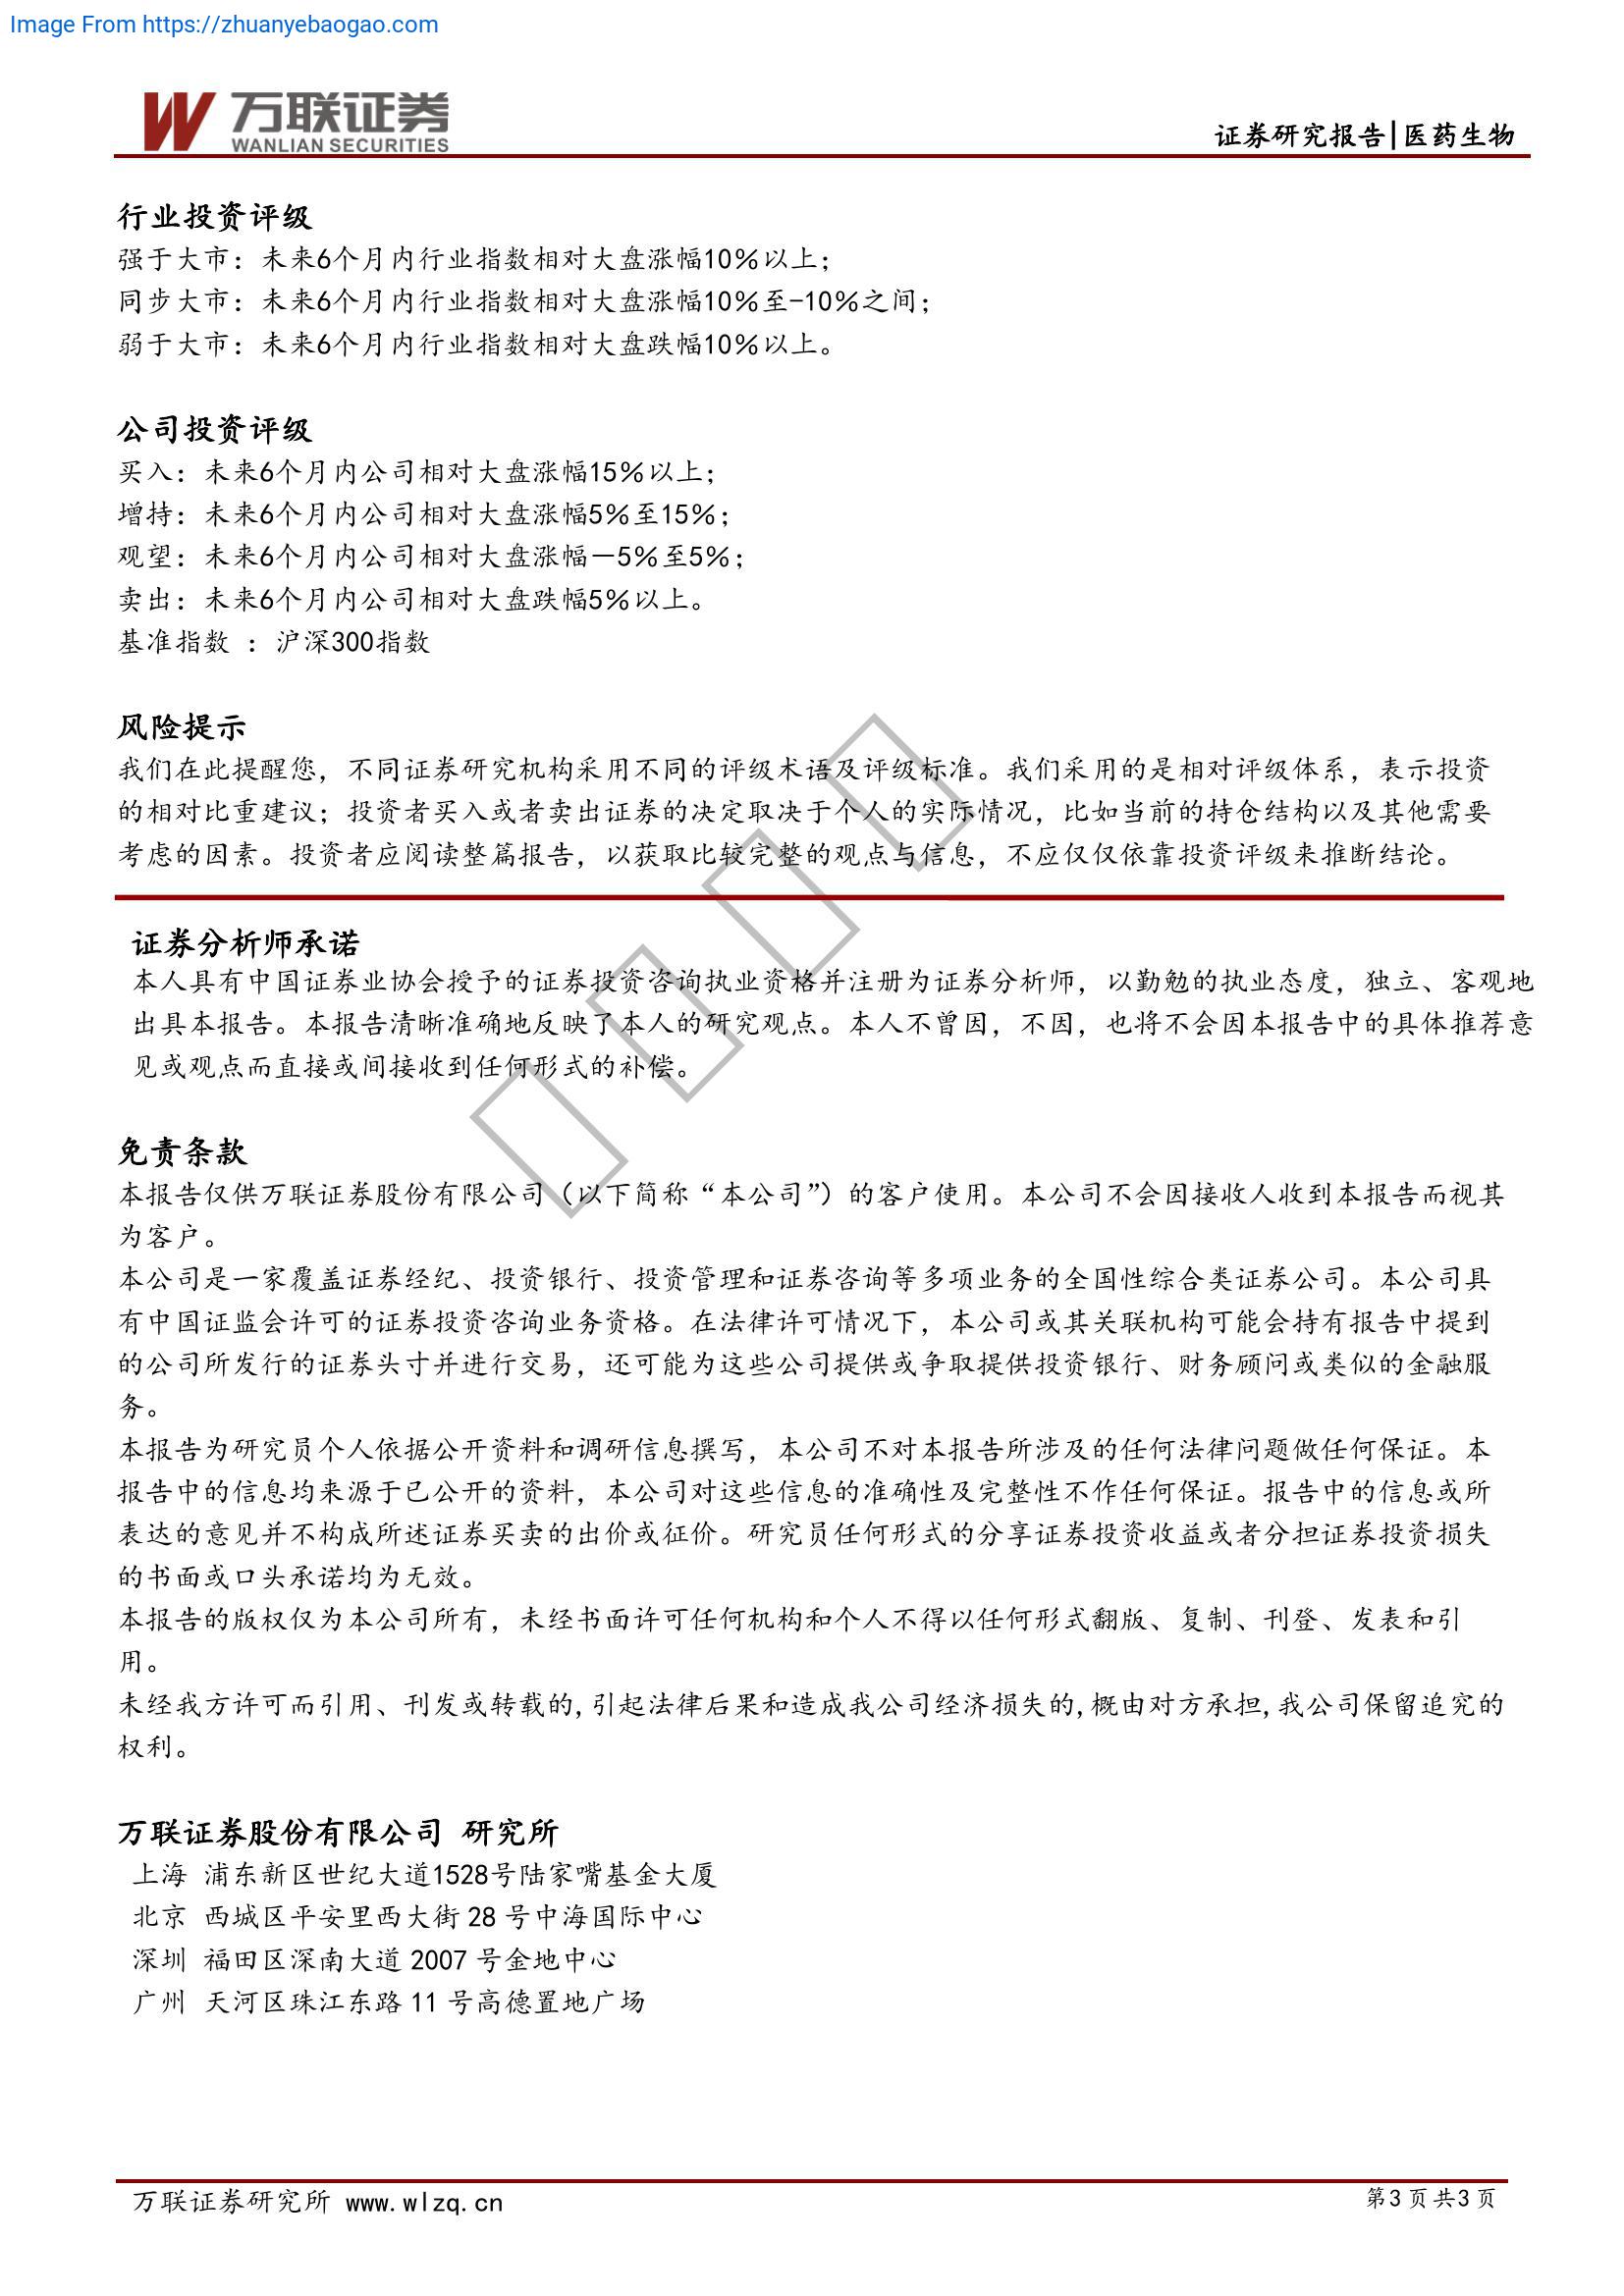 Image From https://zhuanyebaogao.com
万联证券
WANLIAN SECURITIES
证券研究报告|医药生物
行业投资评级
强于大市：未来6个月内行业指数相对大盘涨幅10％以上；
同步大市：未来6个月内行业指数相对大盘涨幅10％至-10％之间；
弱于大市：未来6个月内行业指数相对大盘跌幅10％以上。
公司投资评级
买入：未来6个月内公司相对大盘涨幅15％以上；
增持：未来6个月内公司相对大盘涨幅5％至15％；
观望：未来6个月内公司相对大盘涨幅－5％至5％；
卖出：未来6个月内公司相对大盘跌幅5％以上。
基准指数 ：沪深300指数
风险提示
我们在此提醒您，不同证券研究机构采用不同的评级术语及评级标准。我们采用的是相对评级体系，表示投资
的相对比重建议；投资者买入或者卖出证券的决定取决于个人的实际情况，比如当前的持仓结构以及其他需要
考虑的因素。投资者应阅读整篇报告，以获取比较完整的观点与信息，不应仅仅依靠投资评级来推断结论。
证券分析师承诺
本人具有中国证券业协会授予的证券投资咨询执业资格并注册为证券分析师，以勤勉的执业态度，独立、客观地
出具本报告。本报告清晰准确地反映了本人的研究观点。本人不曾因，不因，也将不会因本报告中的具体推荐意
见或观点而直接或间接收到任何形式的补偿。
免责条款
本报告仅供万联证券股份有限公司（以下简称“本公司”）的客户使用。本公司不会因接收人收到本报告而视其
为客户。
本公司是一家覆盖证券经纪、投资银行、投资管理和证券咨询等多项业务的全国性综合类证券公司。本公司具
有中国证监会许可的证券投资咨询业务资格。在法律许可情况下，本公司或其关联机构可能会持有报告中提到
的公司所发行的证券头寸并进行交易，还可能为这些公司提供或争取提供投资银行、财务顾问或类似的金融服
务。
本报告为研究员个人依据公开资料和调研信息撰写，本公司不对本报告所涉及的任何法律问题做任何保证。本
报告中的信息均来源于已公开的资料，本公司对这些信息的准确性及完整性不作任何保证。报告中的信息或所
表达的意见并不构成所述证券买卖的出价或征价。研究员任何形式的分享证券投资收益或者分担证券投资损失
的书面或口头承诺均为无效。
本报告的版权仅为本公司所有，未经书面许可任何机构和个人不得以任何形式翻版、复制、刊登、发表和引
用。
未经我方许可而引用、刊发或转载的,引起法律后果和造成我公司经济损失的,概由对方承担,我公司保留追究的
权利。
万联证券股份有限公司 研究所
上海 浦东新区世纪大道1528号陆家嘴基金大厦
北京 西城区平安里西大街 28 号中海国际中心
深圳 福田区深南大道 2007 号金地中心
广州 天河区珠江东路 11 号高德置地广场
万联证券研究所 www.wlzq.cn
第3页共3页